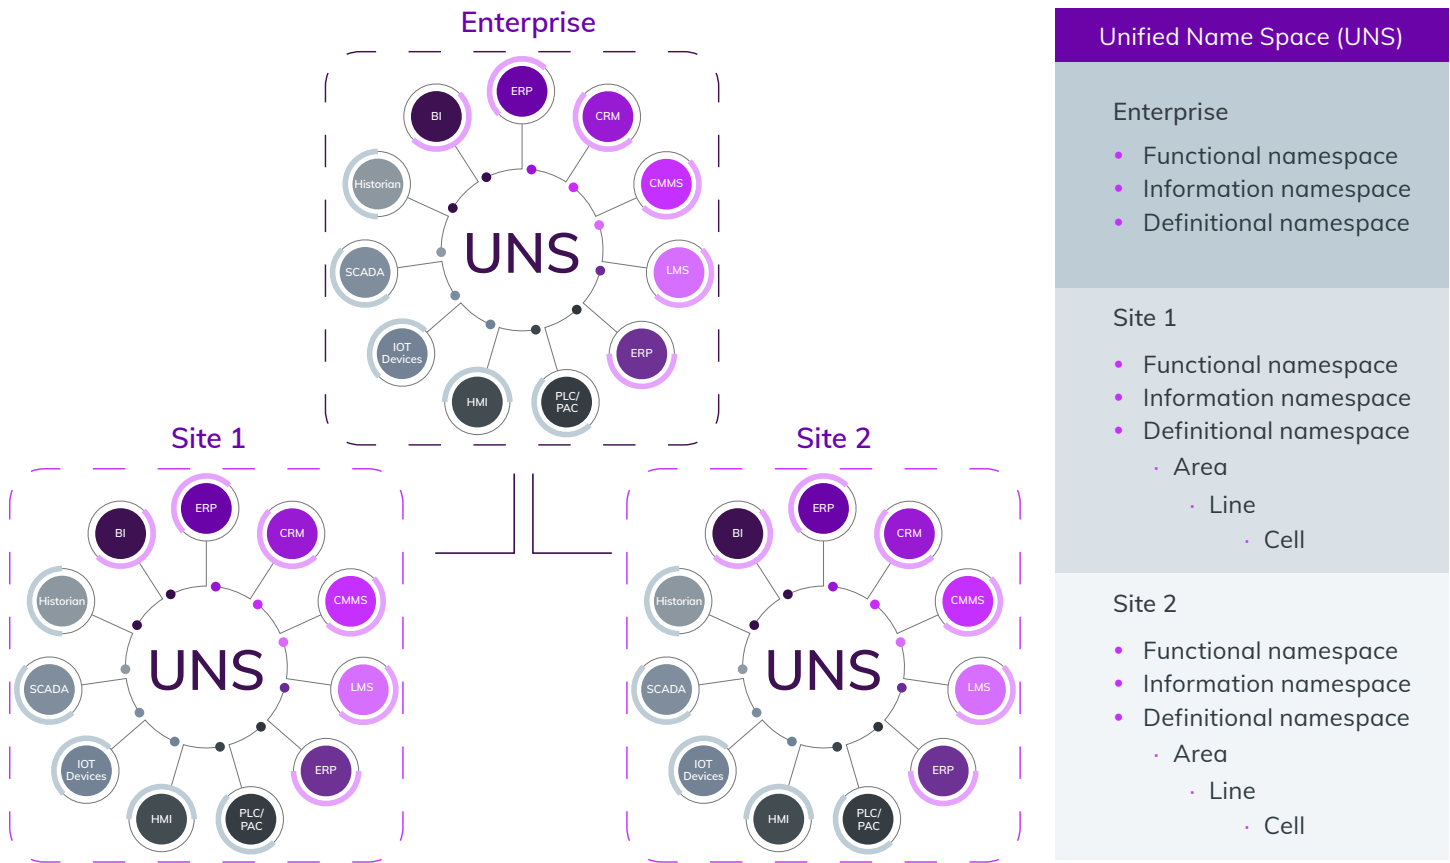 Enterprise
ERP
BI
CRM
Historian
CMMS
UNS
SCADA
LMS
IOT
Devices
ERP
HMI
PLC/
PAC
Site 1
ERP
BI
CRM
Historian
CMMS
UNS
SCADA
LMS
IOT
Devices
ERP
HMI
PLC/
PAC
Site 2
ERP
BI
CRM
Historian
CMMS
UNS
SCADA
LMS
IOT
Devices
ERP
HMI
PLC/
PAC
Unified Name Space (UNS)
Enterprise
• Functional namespace
• Information namespace
• Definitional namespace
Site 1
• Functional namespace
• Information namespace
• Definitional namespace
· Area
· Line
· Cell
Site 2
• Functional namespace
• Information namespace
• Definitional namespace
· Area
· Line
· Cell